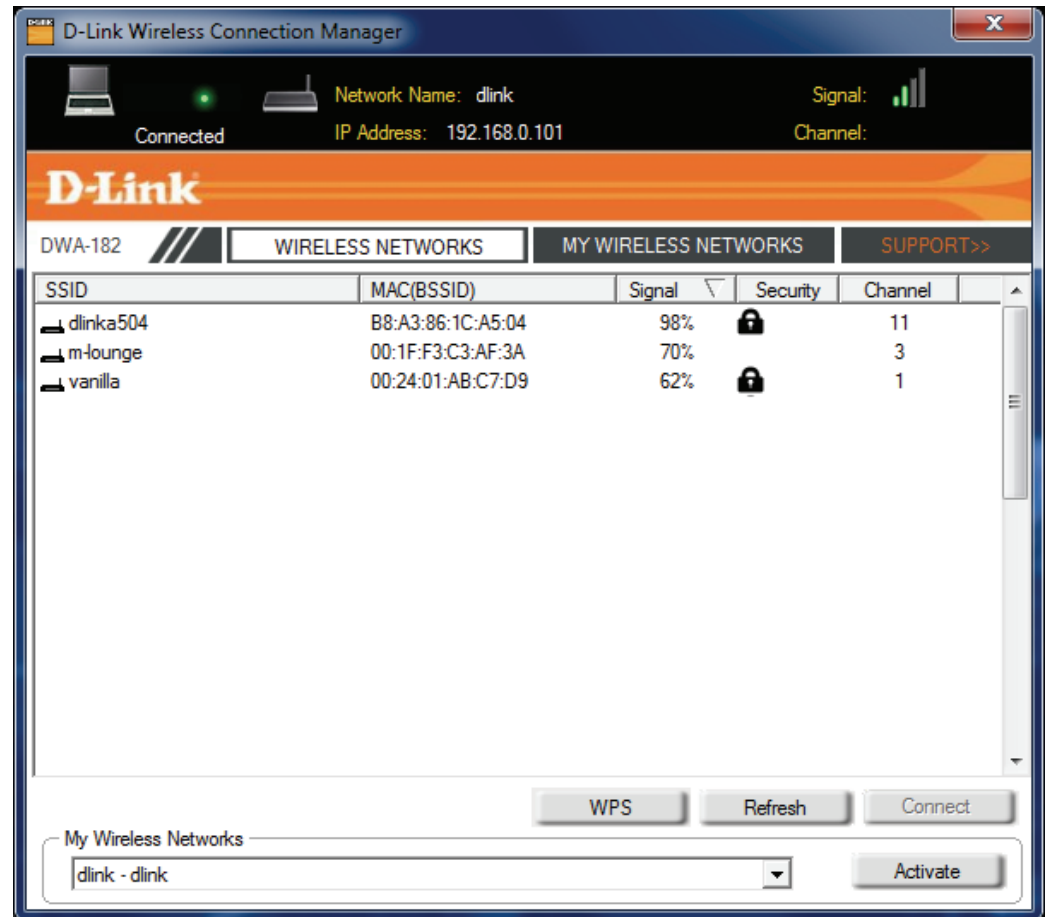 D-Link Wireless Connection Manager
Network Name: dlink Signal:
Connected IP Address: 192.168.0.101 Channel:
D-Link
DWA-182 WIRELESS NETWORKS MY WIRELESS NETWORKS SUPPORT>>
SSID MAC(BSSID) Signal Security Channel
dlinka504 B8:A3:86:1C:A5:04 98% 11
m-lounge 00:1F:F3:C3:AF:3A 70% 3
vanilla 00:24:01:AB:C7:D9 62% 1
WPS Refresh Connect
My Wireless Networks
dlink - dlink Activate